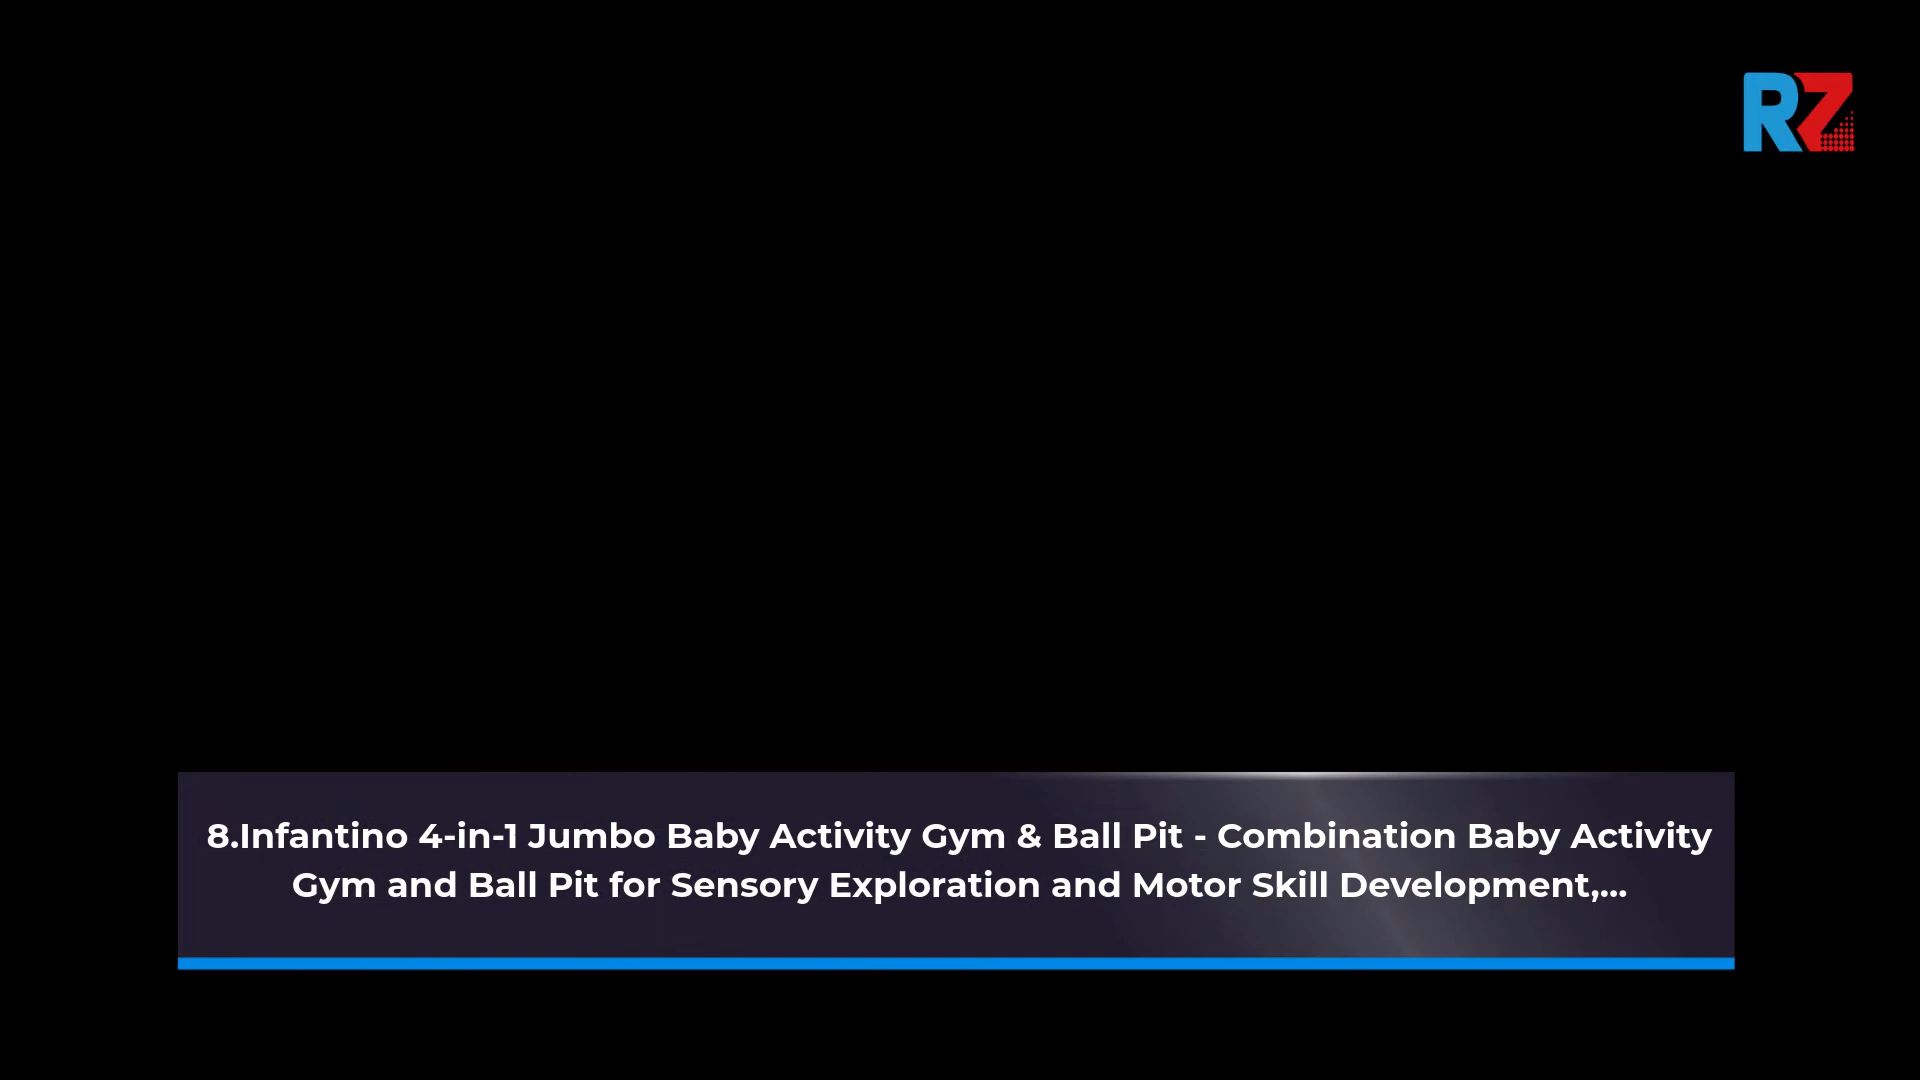 RZ
8.Infantino 4-in-1 Jumbo Baby Activity Gym & Ball Pit - Combination Baby Activity
Gym and Ball Pit for Sensory Exploration and Motor Skill Development,...